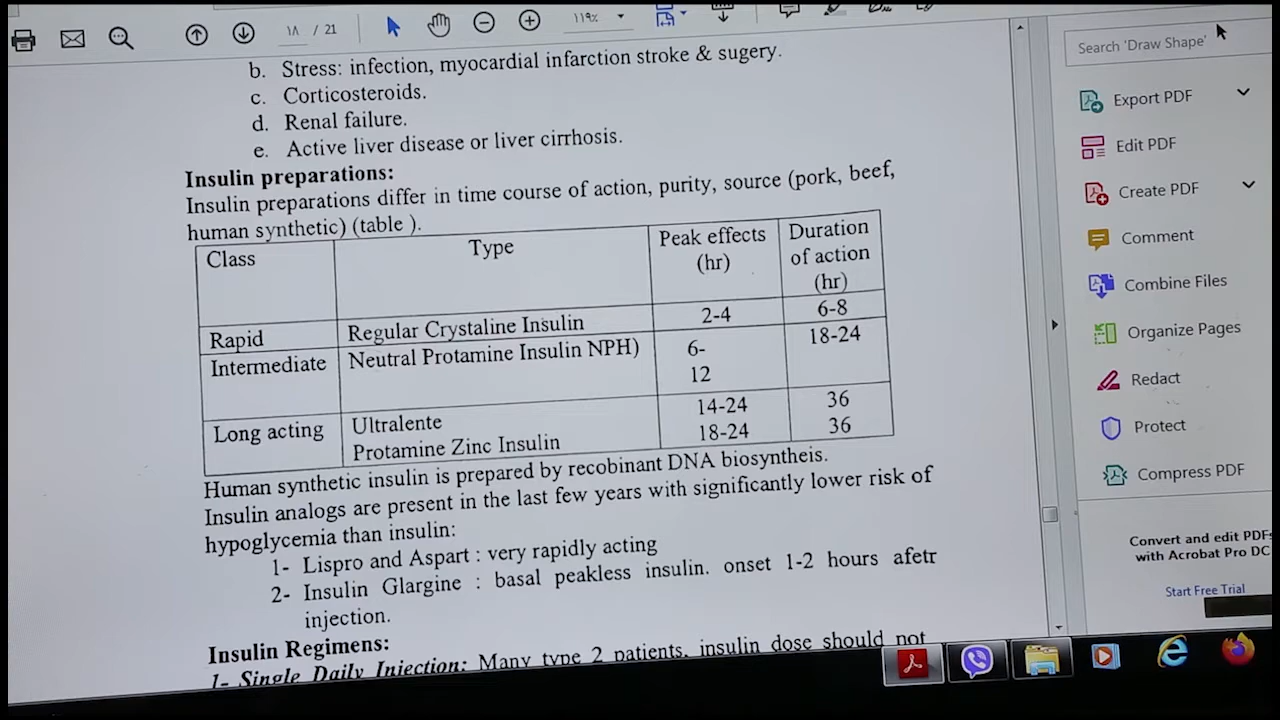 ١٨ / 21
١١٩%
b. Stress: infection, myocardial infarction stroke & sugery.
c. Corticosteroids.
d. Renal failure.
e. Active liver disease or liver cirrhosis.
Insulin preparations:
Insulin preparations differ in time course of action, purity, source (pork, beef,
human synthetic) (table ).
Class Type Peak effects (hr) Duration of action (hr)
Rapid Regular Crystaline Insulin 2-4 6-8
Intermediate Neutral Protamine Insulin NPH) 6- 12 18-24
Long acting Ultralente 14-24 36
Protamine Zinc Insulin 18-24 36
Human synthetic insulin is prepared by recobinant DNA biosyntheis.
Insulin analogs are present in the last few years with significantly lower risk of
hypoglycemia than insulin:
1- Lispro and Aspart : very rapidly acting
2- Insulin Glargine : basal peakless insulin. onset 1-2 hours afetr
injection.
Insulin Regimens:
1- Single Daily Injection: Many type 2 patients, insulin dose should not
Search 'Draw Shape'
Export PDF
Edit PDF
Create PDF
Comment
Combine Files
Organize Pages
Redact
Protect
Compress PDF
Convert and edit PDFs
with Acrobat Pro DC
Start Free Trial